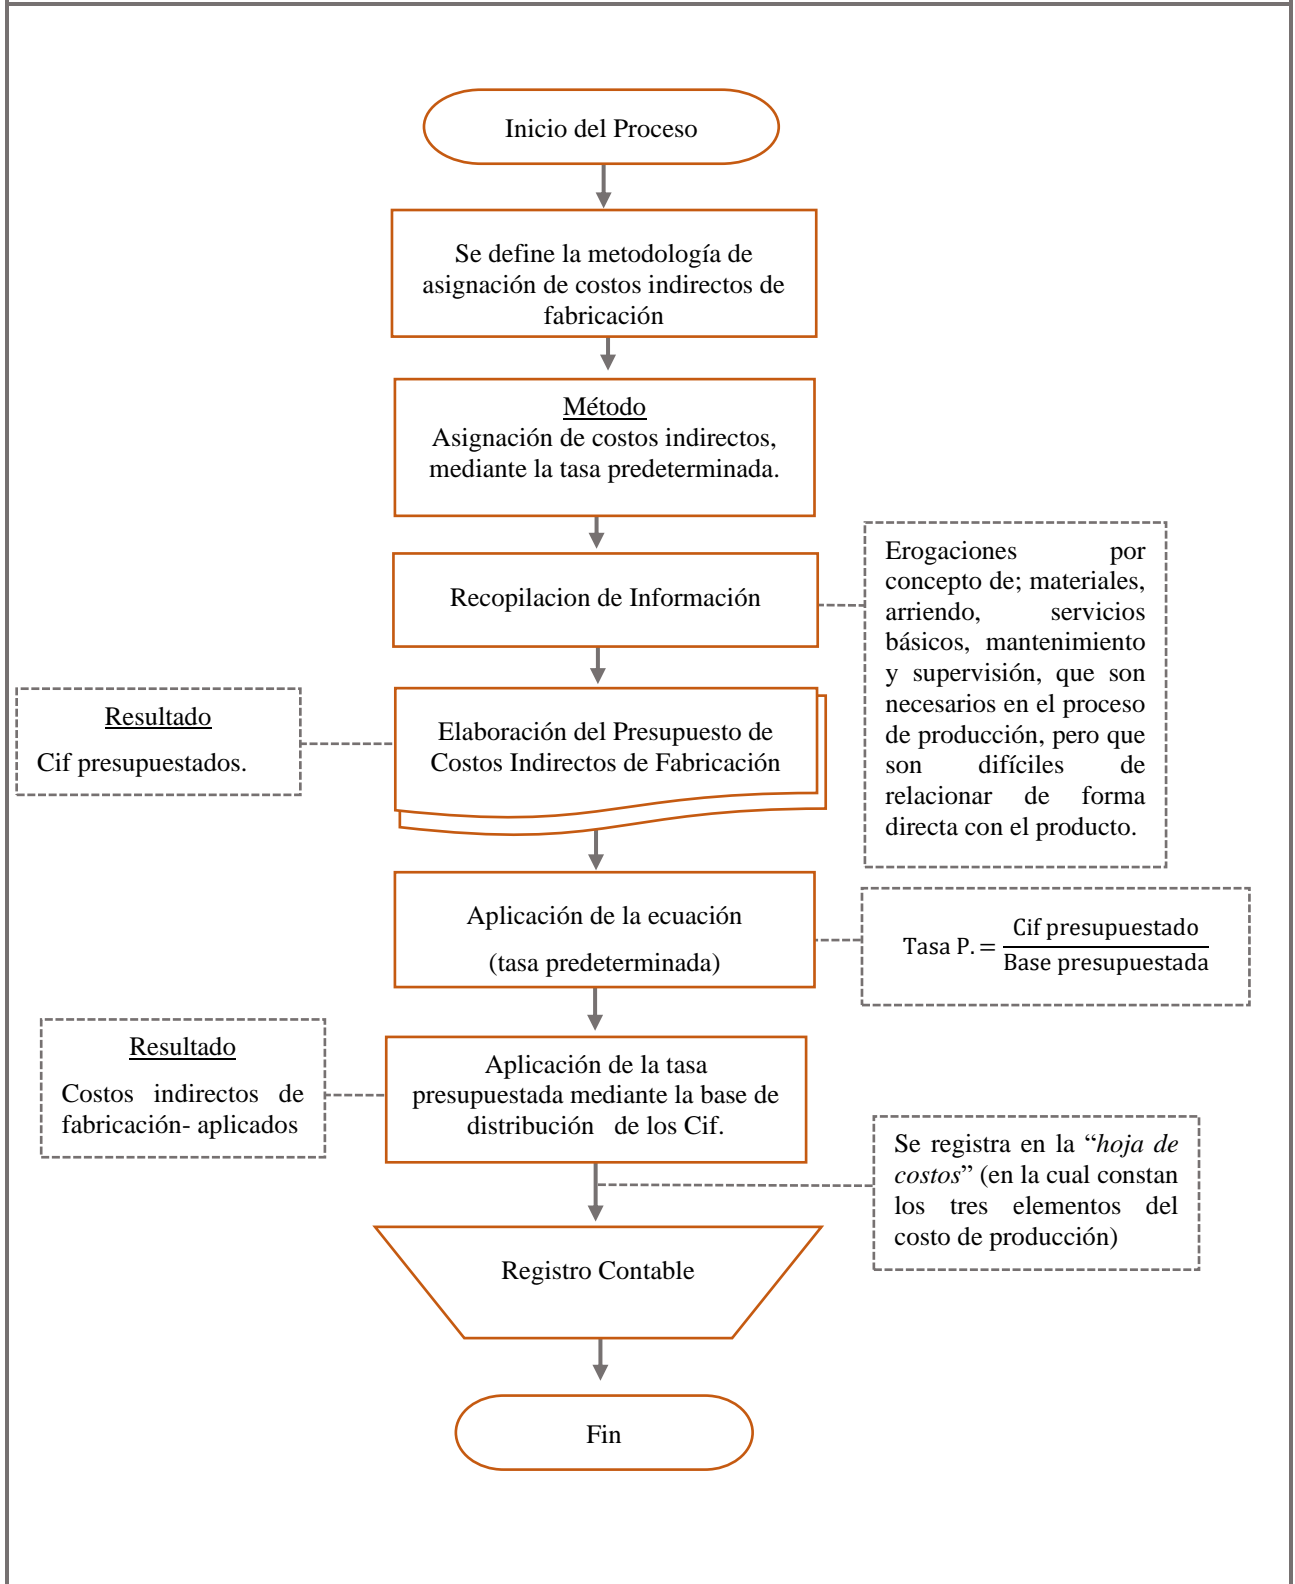 Inicio del Proceso
Se define la metodología de
asignación de costos indirectos de
fabricación
Método
Asignación de costos indirectos,
mediante la tasa predeterminada.
Recopilacion de Información
Erogaciones por
concepto de; materiales,
arriendo, servicios
básicos, mantenimiento
y supervisión, que son
necesarios en el proceso
de producción, pero que
son difíciles de
relacionar de forma
directa con el producto.
Elaboración del Presupuesto de
Costos Indirectos de Fabricación
Resultado
Cif presupuestados.
Aplicación de la ecuación
(tasa predeterminada)
Tasa P. = Cif presupuestado / Base presupuestada
Aplicación de la tasa
presupuestada mediante la base de
distribución de los Cif.
Resultado
Costos indirectos de
fabricación- aplicados
Se registra en la “hoja de
costos” (en la cual constan
los tres elementos del
costo de producción)
Registro Contable
Fin